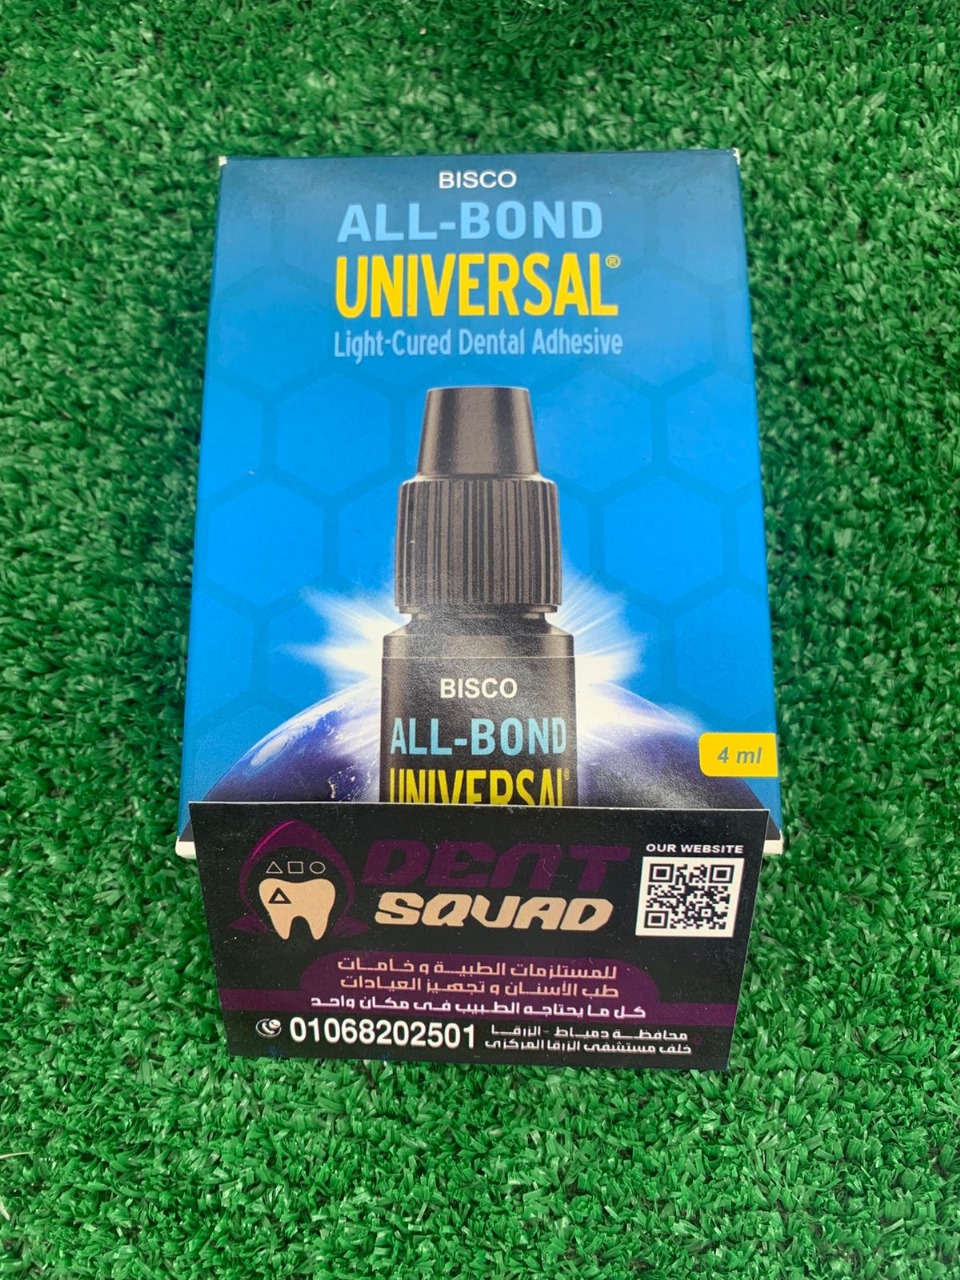 BISCO
ALL-BOND
UNIVERSAL®
Light-Cured Dental Adhesive
BISCO
ALL-BOND
UNIVERSAL®
4 ml
DENT
SQUAD
OUR WEBSITE
للمستلزمات الطبية و خامات
طب الأسنان و تجهيز العيادات
كل ما يحتاجه الطبيب في مكان واحد
01068202501
محافظة دمياط - الزرقا
خلف مستشفى الزرقا المركزي